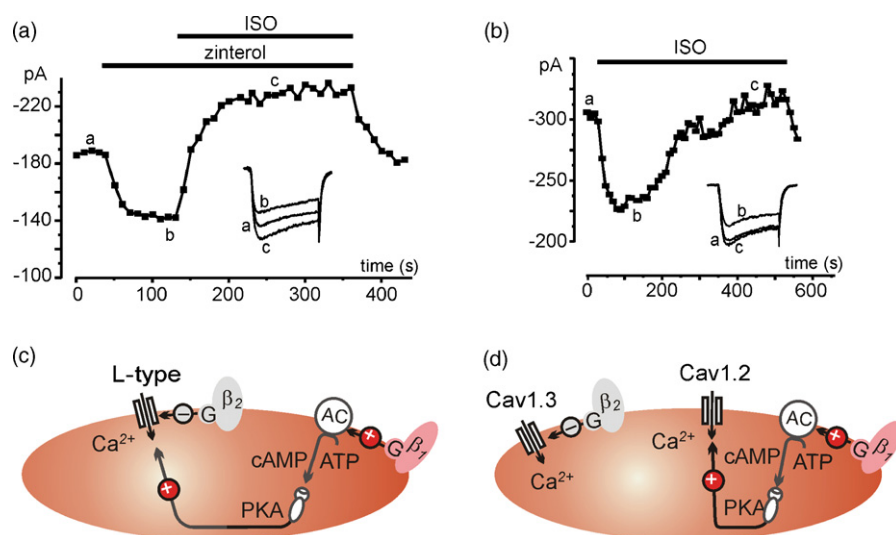 (a)
ISO
zinterol
pA
-220
-180
-140
-100
a
b
c
b
a
c
time (s)
0 100 200 300 400
(b)
ISO
pA
-300
-250
-200
a
b
c
b
a
c
time (s)
0 200 400 600
(c)
L-type
Ca²⁺
−
G β₂
AC
+
G β₁
cAMP ATP
+
PKA
(d)
Cav1.3
Ca²⁺
−
G β₂
Cav1.2
Ca²⁺
AC
+
G β₁
cAMP ATP
+
PKA